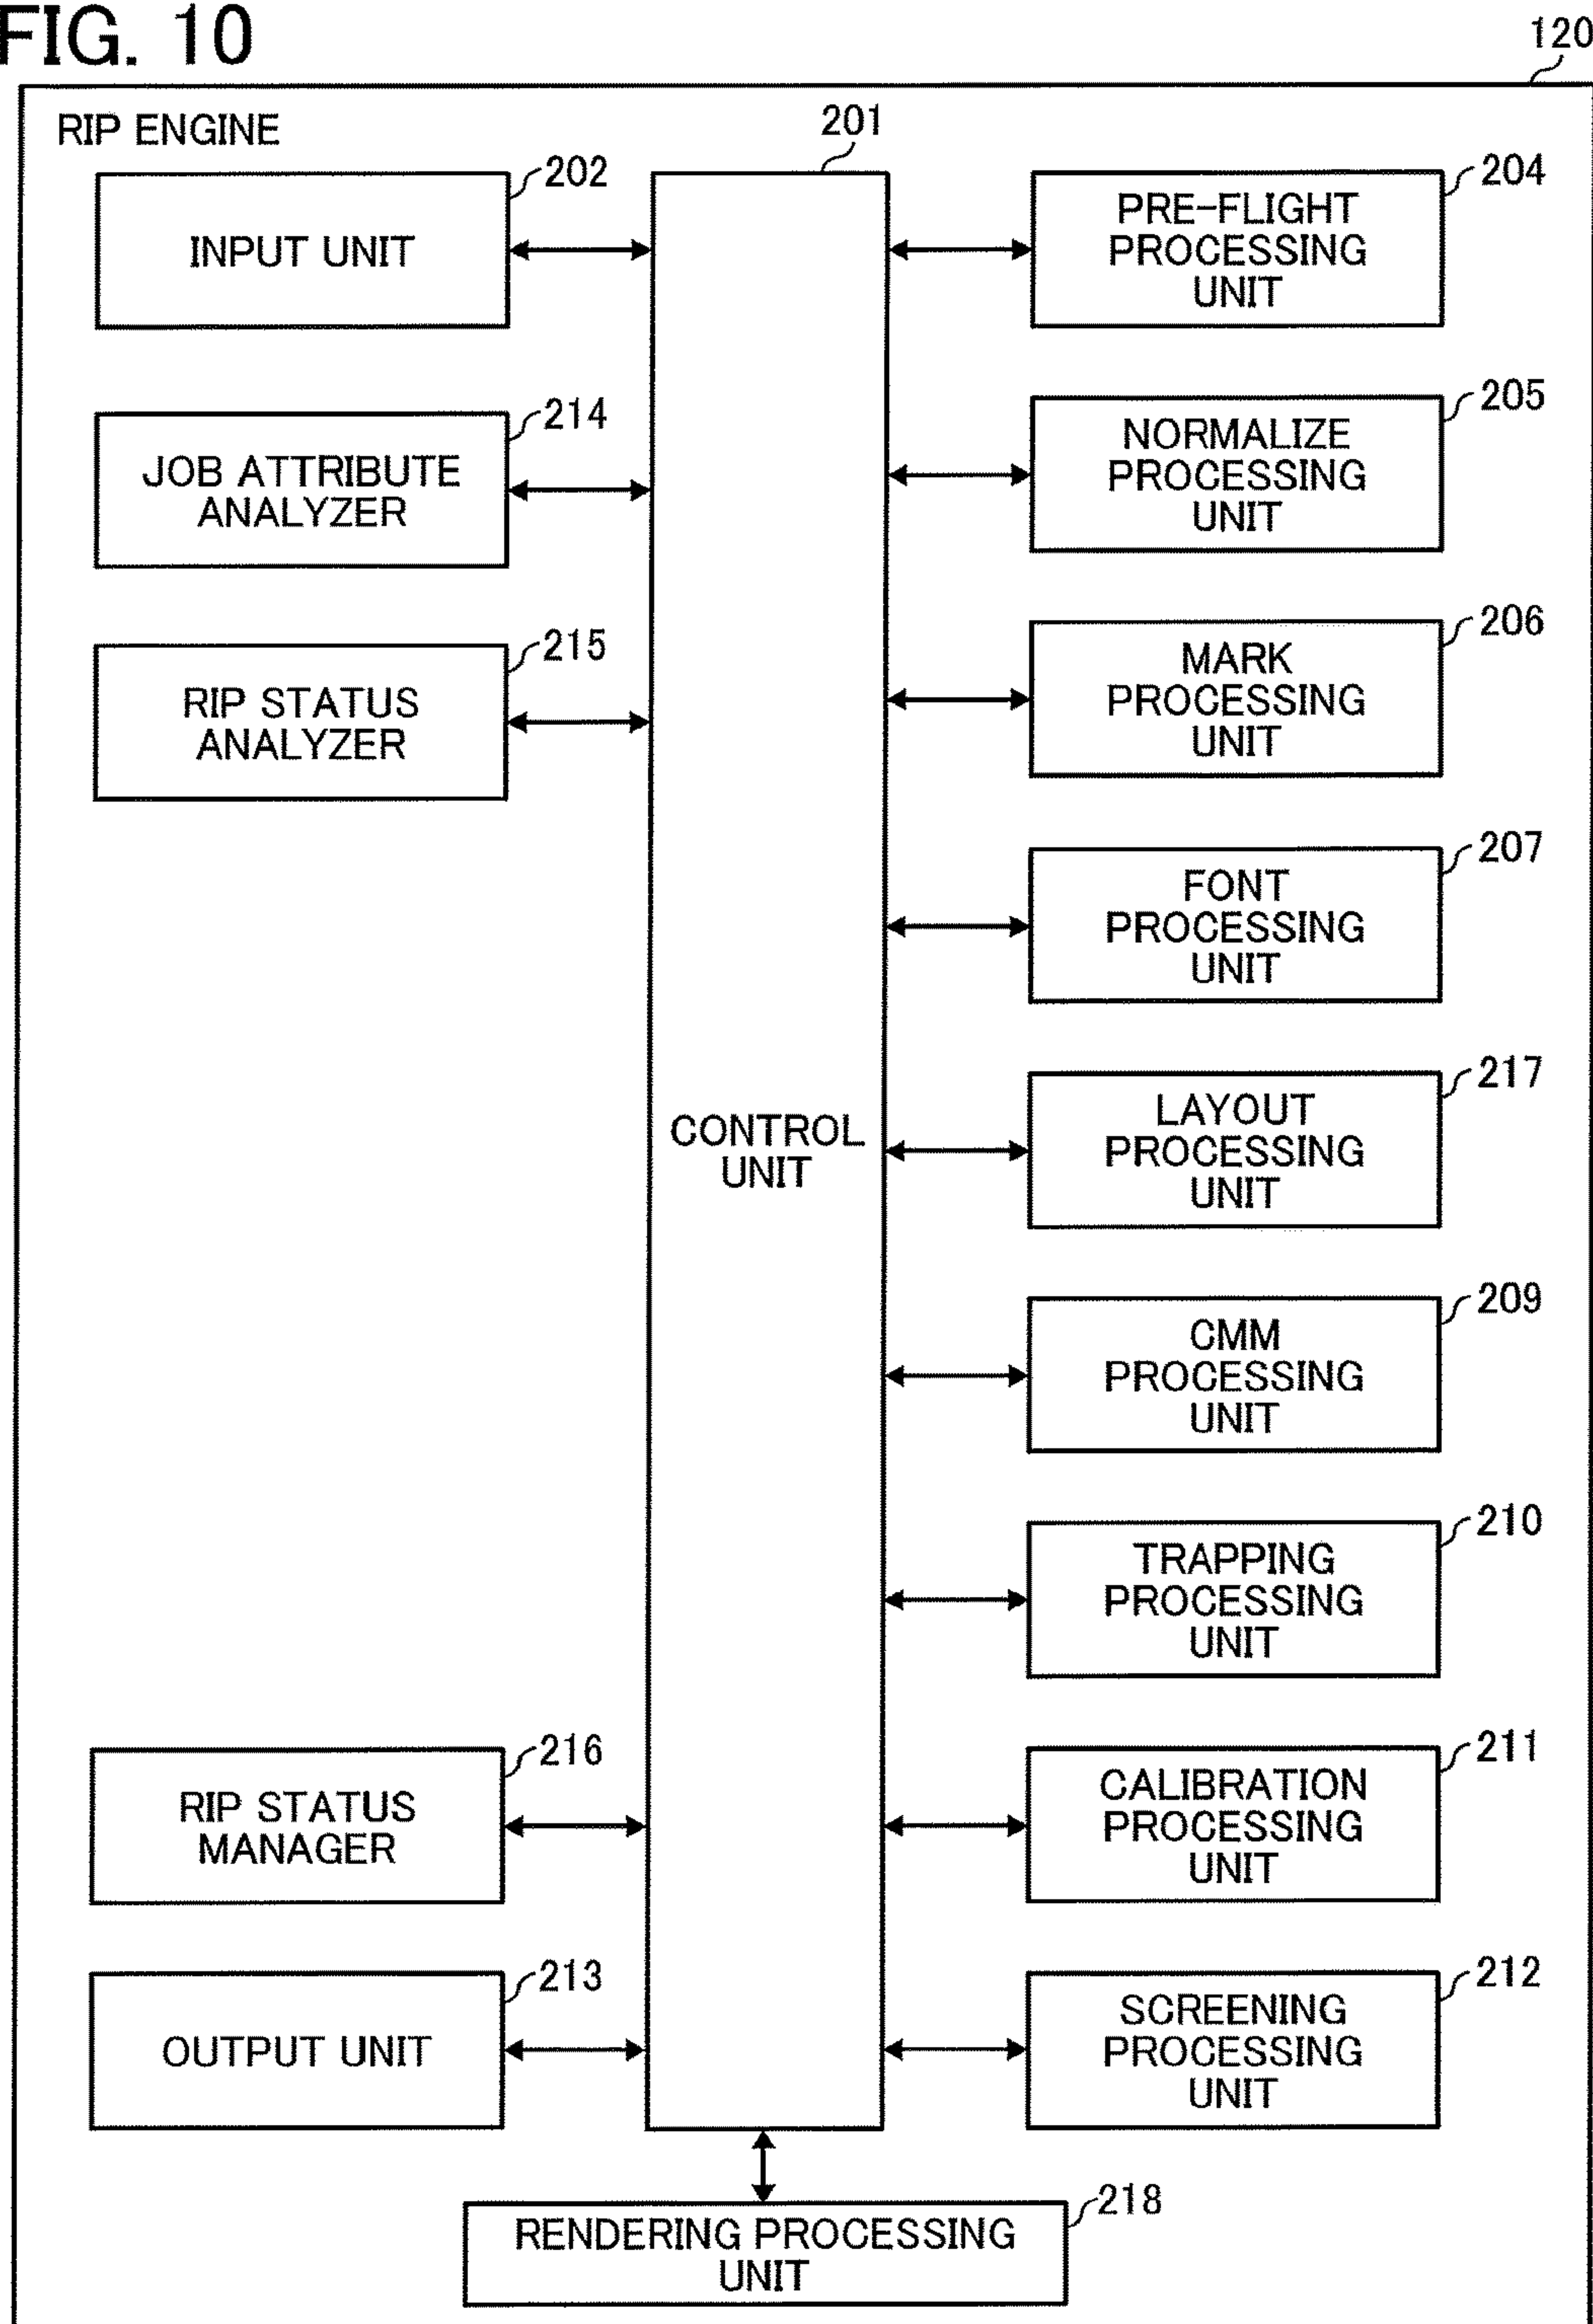 FIG. 10
120
RIP ENGINE
201
202
INPUT UNIT
204
PRE-FLIGHT
PROCESSING
UNIT
214
JOB ATTRIBUTE
ANALYZER
205
NORMALIZE
PROCESSING
UNIT
215
RIP STATUS
ANALYZER
206
MARK
PROCESSING
UNIT
207
FONT
PROCESSING
UNIT
CONTROL
UNIT
217
LAYOUT
PROCESSING
UNIT
209
CMM
PROCESSING
UNIT
210
TRAPPING
PROCESSING
UNIT
216
RIP STATUS
MANAGER
211
CALIBRATION
PROCESSING
UNIT
213
OUTPUT UNIT
212
SCREENING
PROCESSING
UNIT
218
RENDERING PROCESSING
UNIT